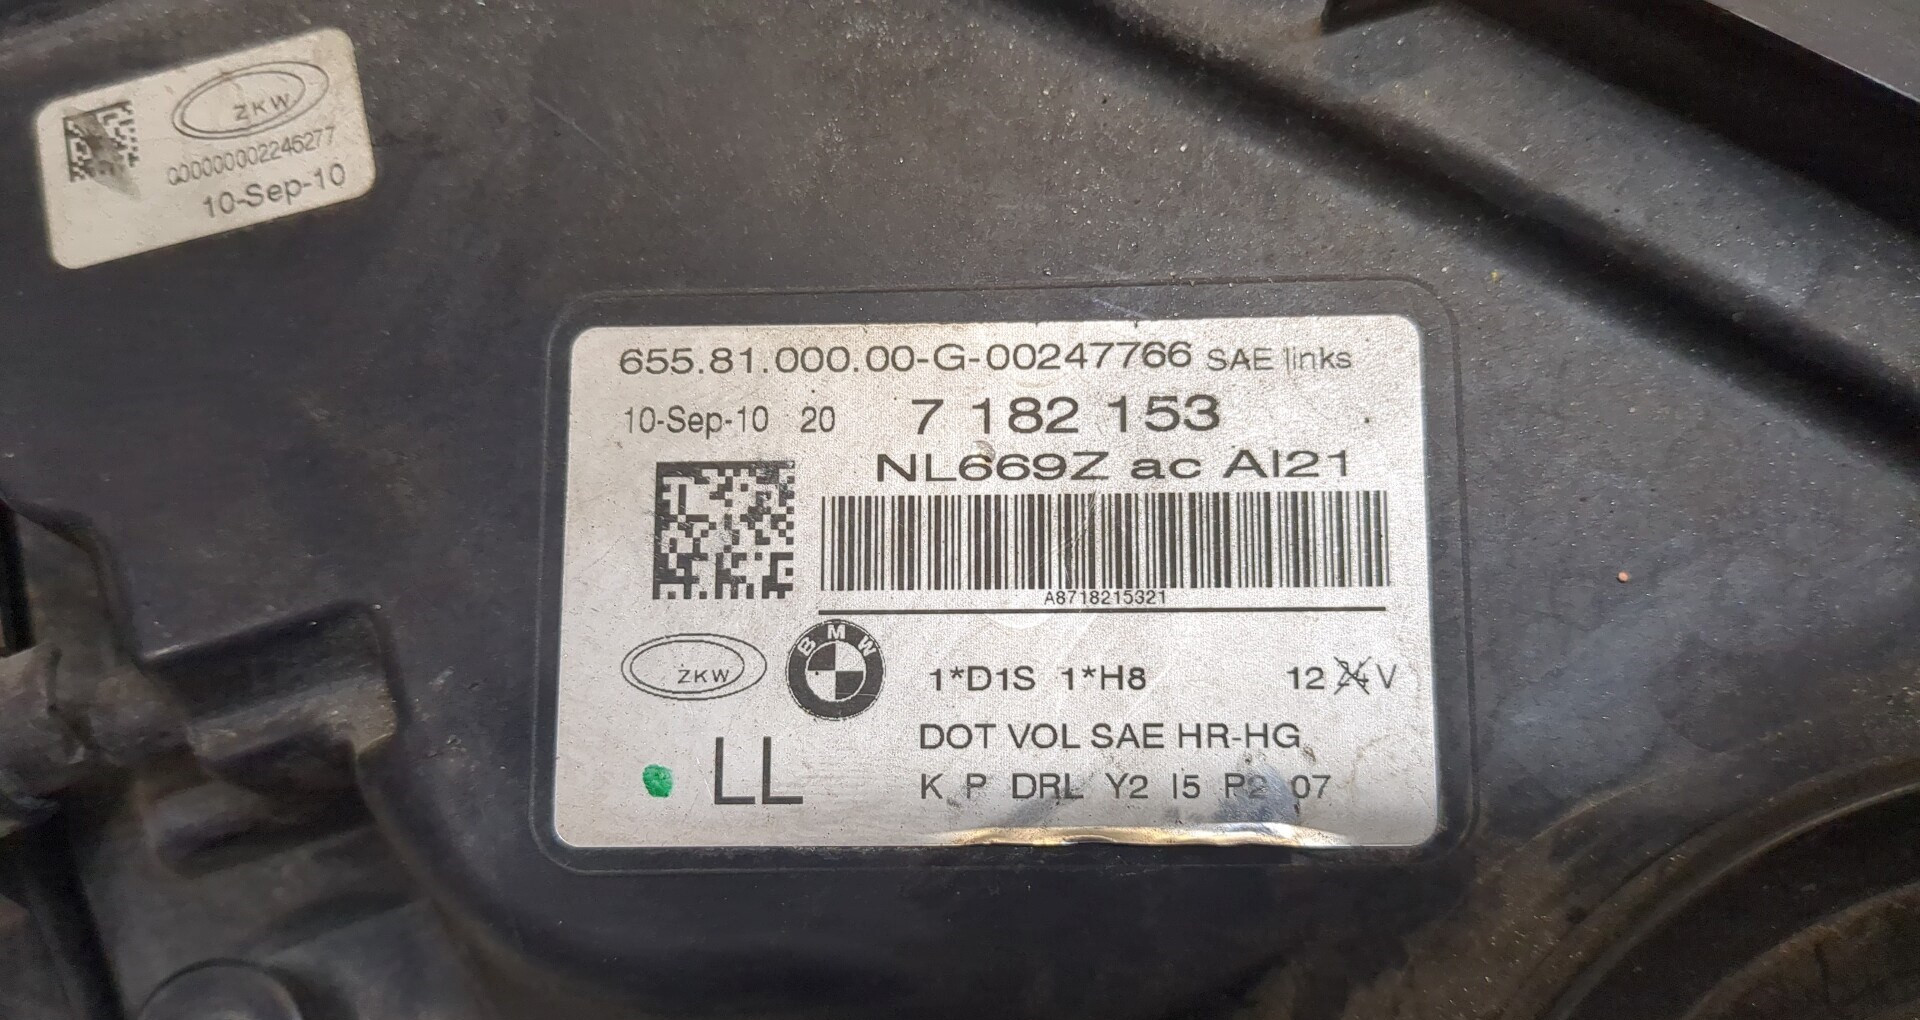 ZKW
000000002245277
10-Sep-10
655.81.000.00-G-00247766 SAE links
10-Sep-10 20 7 182 153
NL669Z ac AI21
A8718215321
ZKW BMW 1*D1S 1*H8 12 24 V
DOT VOL SAE HR-HG
LL K P DRL Y2 I5 P2 07